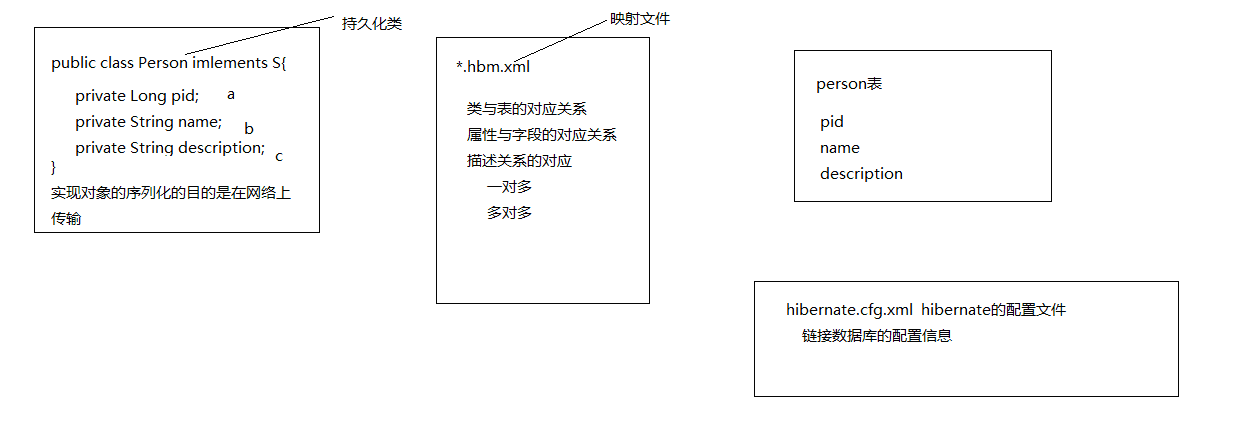 持久化类
public class Person imlements S{
private Long pid; a
private String name; b
private String description; c
}
实现对象的序列化的目的是在网络上
传输
映射文件
*.hbm.xml
类与表的对应关系
属性与字段的对应关系
描述关系的对应
一对多
多对多
person表
pid
name
description
hibernate.cfg.xml hibernate的配置文件
链接数据库的配置信息